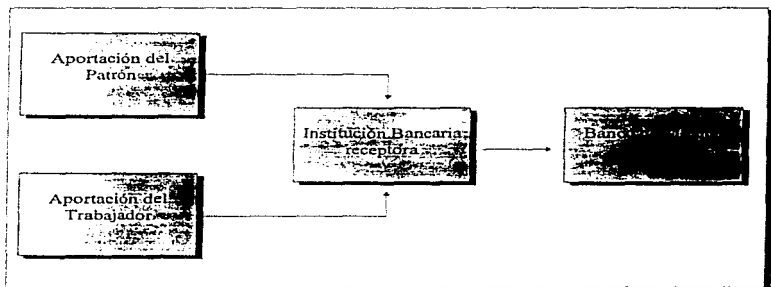 Aportación del
Patrón
Institución Bancaria
receptora
Aportación del
Trabajador